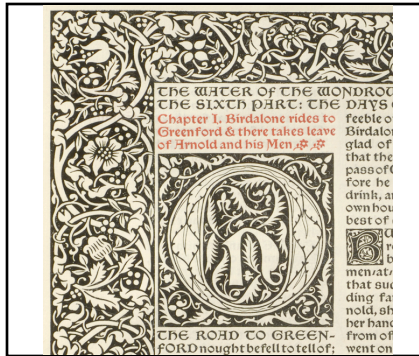 THE WATER OF THE WONDROU
THE SIXTH PART: THE DAYS
Chapter I. Birdalone rides to
Greenford & there takes leave
of Arnold and his Men
On
THE ROAD TO GREEN-
FORD nought befell to tell of;
feeble o
Birdalo
glad of
that the
pass of
fore he
drink, a
own hou
best of
men-at-
that suc
ding fa
nold, sh
her han
from of
went on